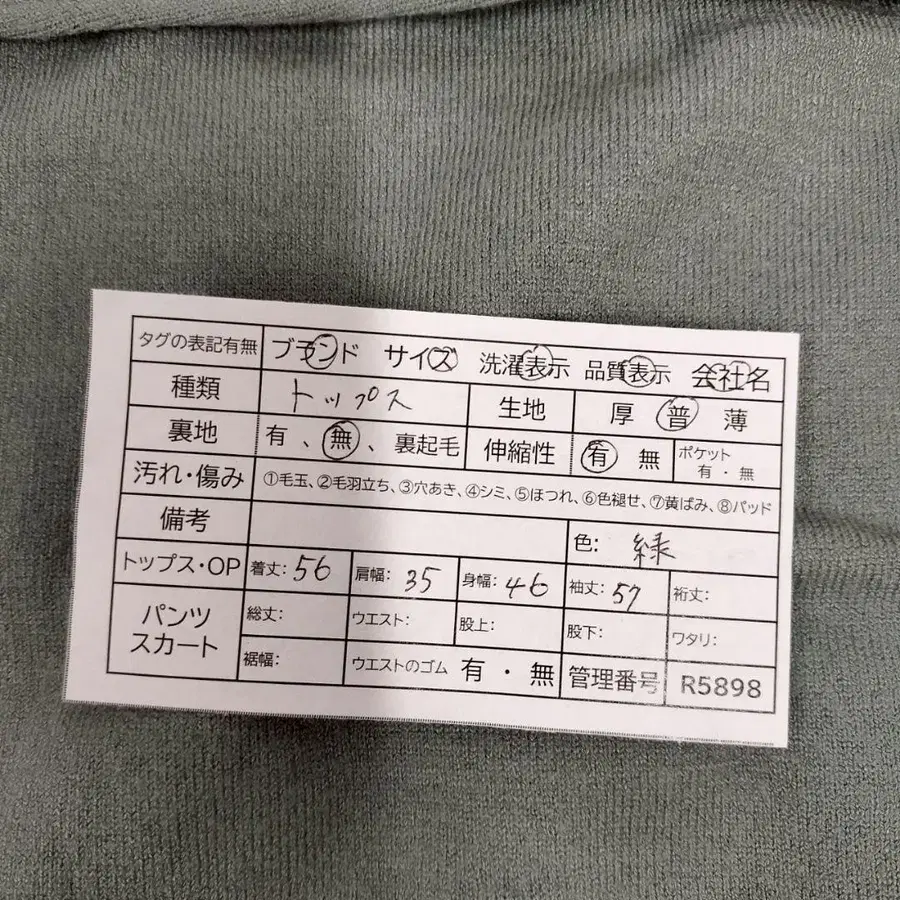 タグの表記有無 ブランド サイズ 洗濯表示 品質表示 会社名
種類 トップス 生地 厚 普 薄
裏地 有、無、裏起毛 伸縮性 有 無 ポケット 有・無
汚れ・傷み ①毛玉、②毛羽立ち、③穴あき、④シミ、⑤ほつれ、⑥色褪せ、⑦黄ばみ、⑧パッド
備考 色: 緑
トップス・OP 着丈: 56 肩幅: 35 身幅: 46 袖丈: 57 裄丈:
パンツ スカート 総丈: ウエスト: 股上: 股下: ワタリ:
裾幅: ウエストのゴム 有・無 管理番号 R5898